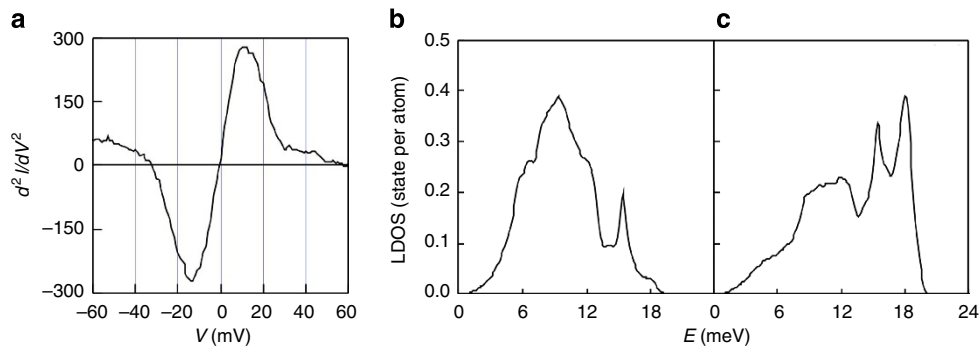 a
300
150
0
−150
−300
d² I/dV²
−60 −40 −20 0 20 40 60
V (mV)
b
c
0.5
0.4
0.3
0.2
0.1
0.0
LDOS (state per atom)
0 6 12 18 0 6 12 18 24
E (meV)